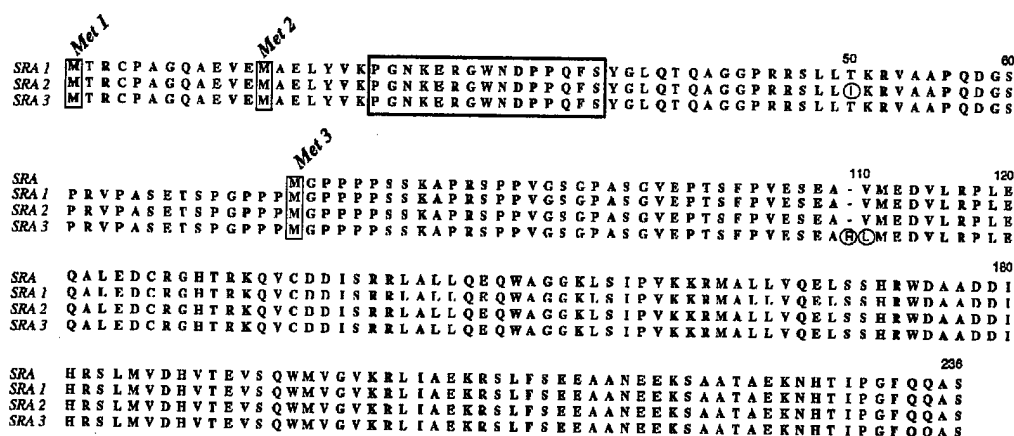 Met 1
Met 2
50
60
SRA 1 M T R C P A G Q A E V E M A E L Y V K P G N K E R G W N D P P Q F S Y G L Q T Q A G G P R R S L L T K R V A A P Q D G S
SRA 2 M T R C P A G Q A E V E M A E L Y V K P G N K E R G W N D P P Q F S Y G L Q T Q A G G P R R S L L I K R V A A P Q D G S
SRA 3 M T R C P A G Q A E V E M A E L Y V K P G N K E R G W N D P P Q F S Y G L Q T Q A G G P R R S L L T K R V A A P Q D G S
Met 3
110
120
SRA M G P P P P S S K A P R S P P V G S G P A S G V E P T S F P V E S E A - V M E D V L R P L E
SRA 1 P R V P A S E T S P G P P P M G P P P P S S K A P R S P P V G S G P A S G V E P T S F P V E S E A - V M E D V L R P L E
SRA 2 P R V P A S E T S P G P P P M G P P P P S S K A P R S P P V G S G P A S G V E P T S F P V E S E A - V M E D V L R P L E
SRA 3 P R V P A S E T S P G P P P M G P P P P S S K A P R S P P V G S G P A S G V E P T S F P V E S E A R L M E D V L R P L E
180
SRA Q A L E D C R G H T R K Q V C D D I S R R L A L L Q E Q W A G G K L S I P V K K R M A L L V Q E L S S H R W D A A D D I
SRA 1 Q A L E D C R G H T R K Q V C D D I S R R L A L L Q E Q W A G G K L S I P V K K R M A L L V Q E L S S H R W D A A D D I
SRA 2 Q A L E D C R G H T R K Q V C D D I S R R L A L L Q E Q W A G G K L S I P V K K R M A L L V Q E L S S H R W D A A D D I
SRA 3 Q A L E D C R G H T R K Q V C D D I S R R L A L L Q E Q W A G G K L S I P V K K R M A L L V Q E L S S H R W D A A D D I
236
SRA H R S L M V D H V T E V S Q W M V G V K R L I A E K R S L F S E E A A N E E K S A A T A E K N H T I P G F Q Q A S
SRA 1 H R S L M V D H V T E V S Q W M V G V K R L I A E K R S L F S E E A A N E E K S A A T A E K N H T I P G F Q Q A S
SRA 2 H R S L M V D H V T E V S Q W M V G V K R L I A E K R S L F S E E A A N E E K S A A T A E K N H T I P G F Q Q A S
SRA 3 H R S L M V D H V T E V S Q W M V G V K R L I A E K R S L F S E E A A N E E K S A A T A E K N H T I P G F Q Q A S